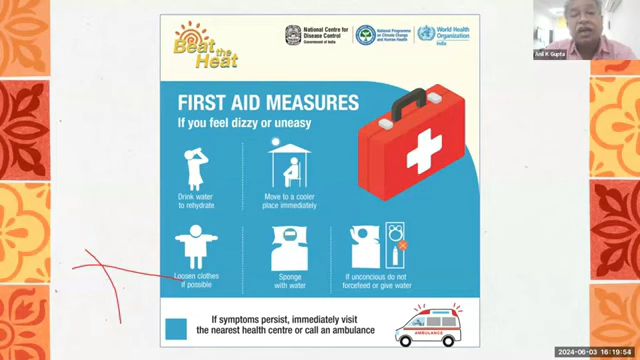 Beat the Heat
National Centre for
Disease Control
Government of India
National Programme
on Climate Change
and Human Health
World Health
Organization
India
Anil K Gupta
FIRST AID MEASURES
If you feel dizzy or uneasy
Drink water
to rehydrate
Move to a cooler
place immediately
Loosen clothes
if possible
Sponge
with water
If unconcious do not
forcefeed or give water
If symptoms persist, immediately visit
the nearest health centre or call an ambulance
AMBULANCE
2024-06-03 16:19:54